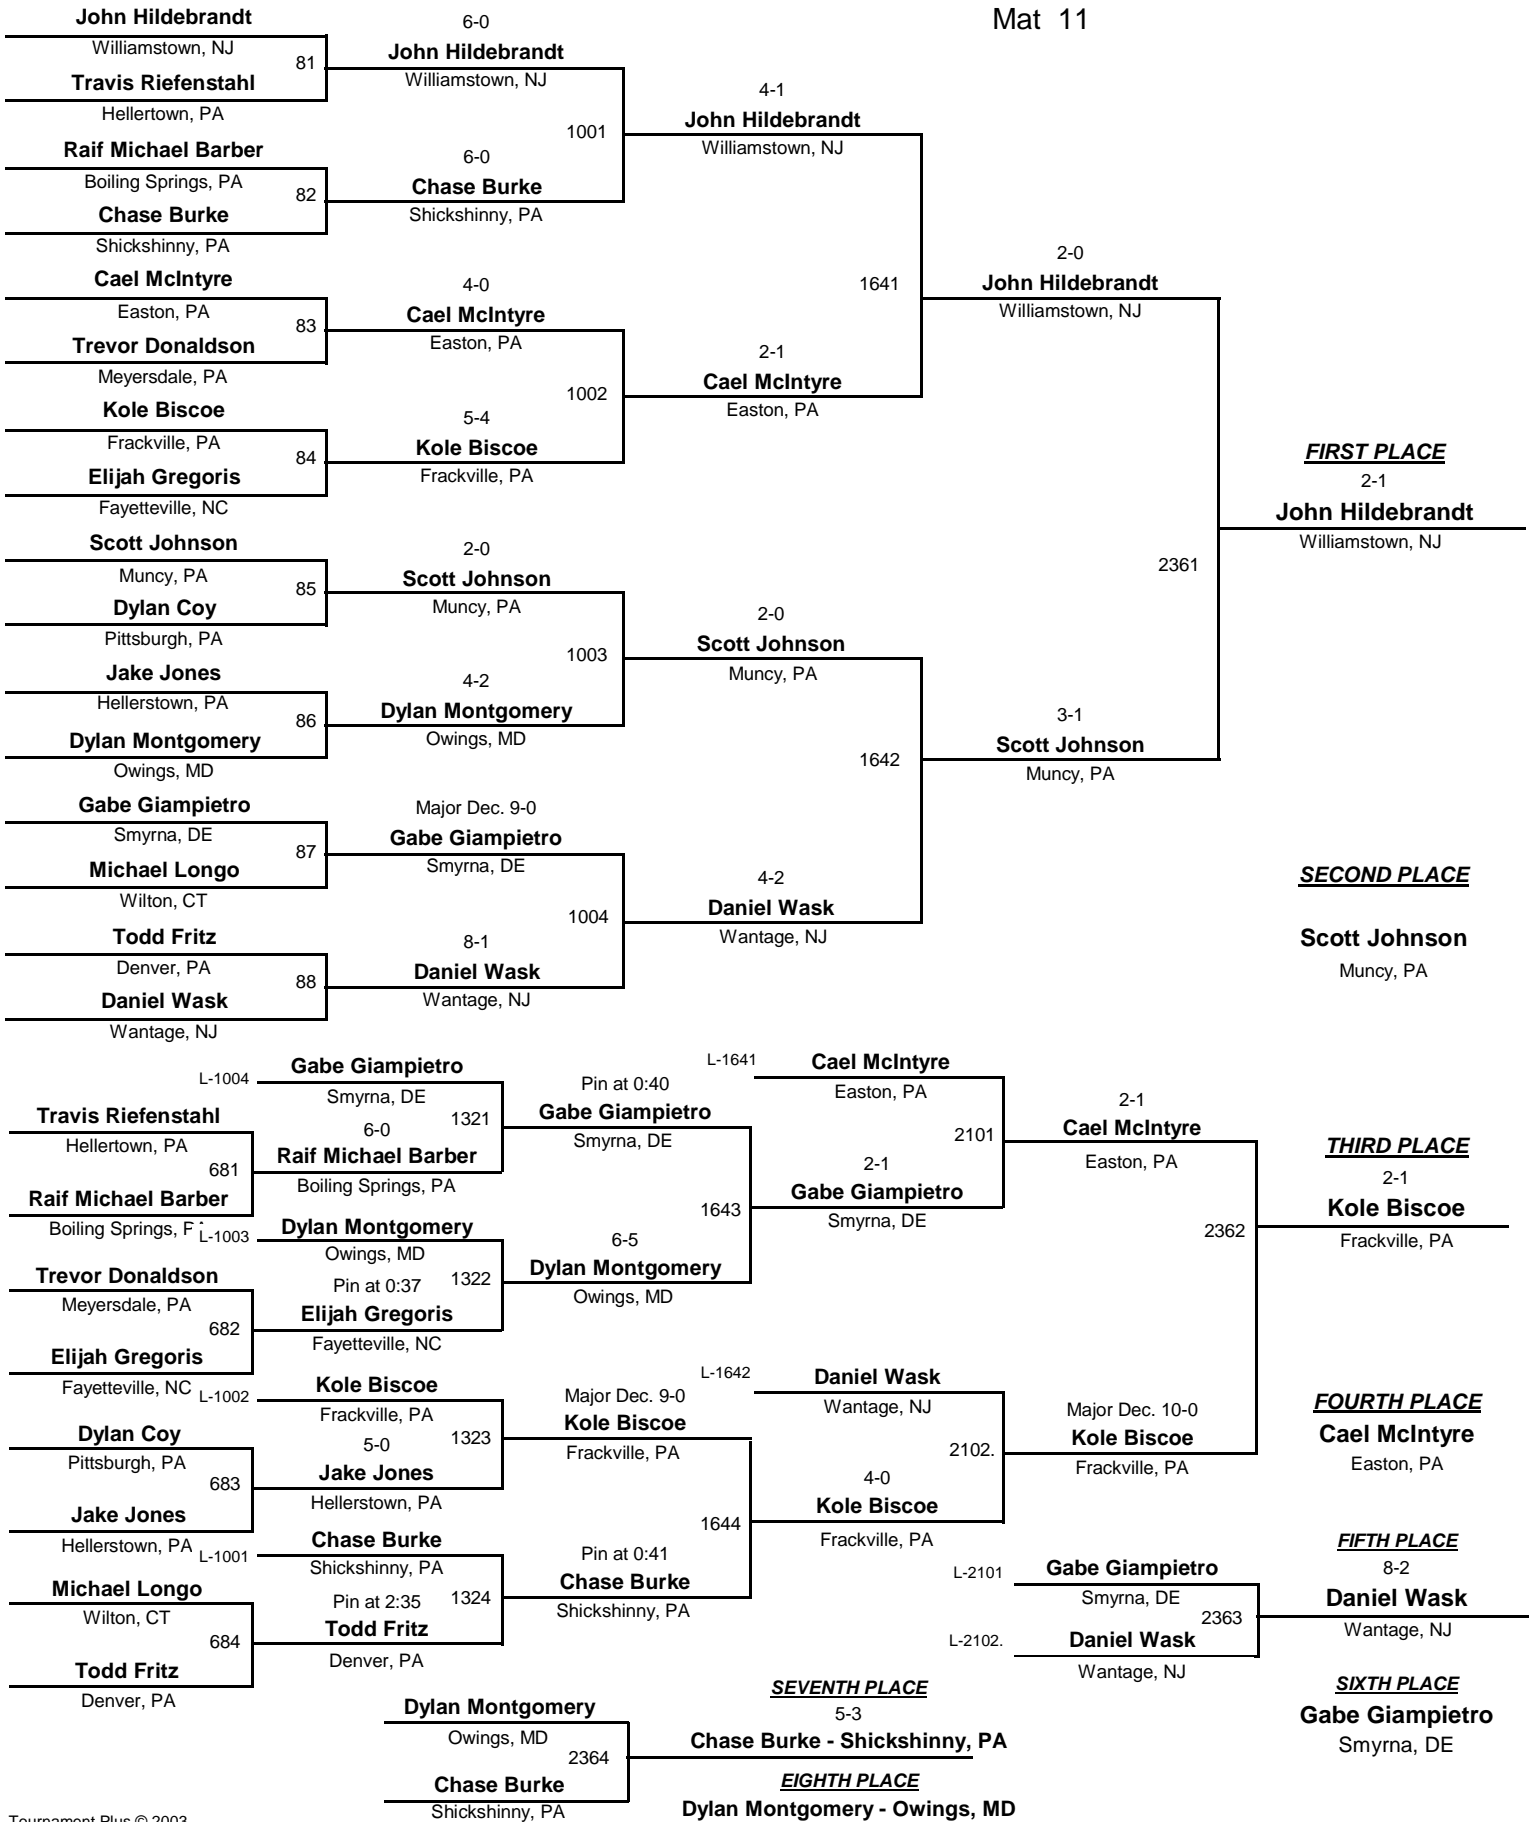 Mat 11
John Hildebrandt
Williamstown, NJ
81
Travis Riefenstahl
Hellertown, PA
Raif Michael Barber
Boiling Springs, PA
82
Chase Burke
Shickshinny, PA
Cael McIntyre
Easton, PA
83
Trevor Donaldson
Meyersdale, PA
Kole Biscoe
Frackville, PA
84
Elijah Gregoris
Fayetteville, NC
Scott Johnson
Muncy, PA
85
Dylan Coy
Pittsburgh, PA
Jake Jones
Hellerstown, PA
86
Dylan Montgomery
Owings, MD
Gabe Giampietro
Smyrna, DE
87
Michael Longo
Wilton, CT
Todd Fritz
Denver, PA
88
Daniel Wask
Wantage, NJ
6-0
John Hildebrandt
Williamstown, NJ
1001
6-0
Chase Burke
Shickshinny, PA
4-0
Cael McIntyre
Easton, PA
1002
5-4
Kole Biscoe
Frackville, PA
2-0
Scott Johnson
Muncy, PA
1003
4-2
Dylan Montgomery
Owings, MD
Major Dec. 9-0
Gabe Giampietro
Smyrna, DE
1004
8-1
Daniel Wask
Wantage, NJ
4-1
John Hildebrandt
Williamstown, NJ
1641
2-1
Cael McIntyre
Easton, PA
2-0
Scott Johnson
Muncy, PA
1642
4-2
Daniel Wask
Wantage, NJ
2-0
John Hildebrandt
Williamstown, NJ
2361
3-1
Scott Johnson
Muncy, PA
FIRST PLACE
2-1
John Hildebrandt
Williamstown, NJ
SECOND PLACE
Scott Johnson
Muncy, PA
Travis Riefenstahl
Hellertown, PA
681
Raif Michael Barber
Boiling Springs,
Trevor Donaldson
Meyersdale, PA
682
Elijah Gregoris
Fayetteville, NC
Dylan Coy
Pittsburgh, PA
683
Jake Jones
Hellerstown, PA
Michael Longo
Wilton, CT
684
Todd Fritz
Denver, PA
L-1004
Gabe Giampietro
Smyrna, DE
1321
6-0
Raif Michael Barber
Boiling Springs, PA
L-1003
Dylan Montgomery
Owings, MD
1322
Pin at 0:37
Elijah Gregoris
Fayetteville, NC
L-1002
Kole Biscoe
Frackville, PA
1323
5-0
Jake Jones
Hellerstown, PA
L-1001
Chase Burke
Shickshinny, PA
1324
Pin at 2:35
Todd Fritz
Denver, PA
Pin at 0:40
Gabe Giampietro
Smyrna, DE
1643
6-5
Dylan Montgomery
Owings, MD
Major Dec. 9-0
Kole Biscoe
Frackville, PA
1644
Pin at 0:41
Chase Burke
Shickshinny, PA
L-1641
Cael McIntyre
Easton, PA
2101
2-1
Gabe Giampietro
Smyrna, DE
L-1642
Daniel Wask
Wantage, NJ
2102.
4-0
Kole Biscoe
Frackville, PA
2-1
Cael McIntyre
Easton, PA
2362
Major Dec. 10-0
Kole Biscoe
Frackville, PA
THIRD PLACE
2-1
Kole Biscoe
Frackville, PA
FOURTH PLACE
Cael McIntyre
Easton, PA
L-2101
Gabe Giampietro
Smyrna, DE
2363
L-2102.
Daniel Wask
Wantage, NJ
FIFTH PLACE
8-2
Daniel Wask
Wantage, NJ
SIXTH PLACE
Gabe Giampietro
Smyrna, DE
Dylan Montgomery
Owings, MD
2364
Chase Burke
Shickshinny, PA
SEVENTH PLACE
5-3
Chase Burke - Shickshinny, PA
EIGHTH PLACE
Dylan Montgomery - Owings, MD
Tournament Plus © 2003